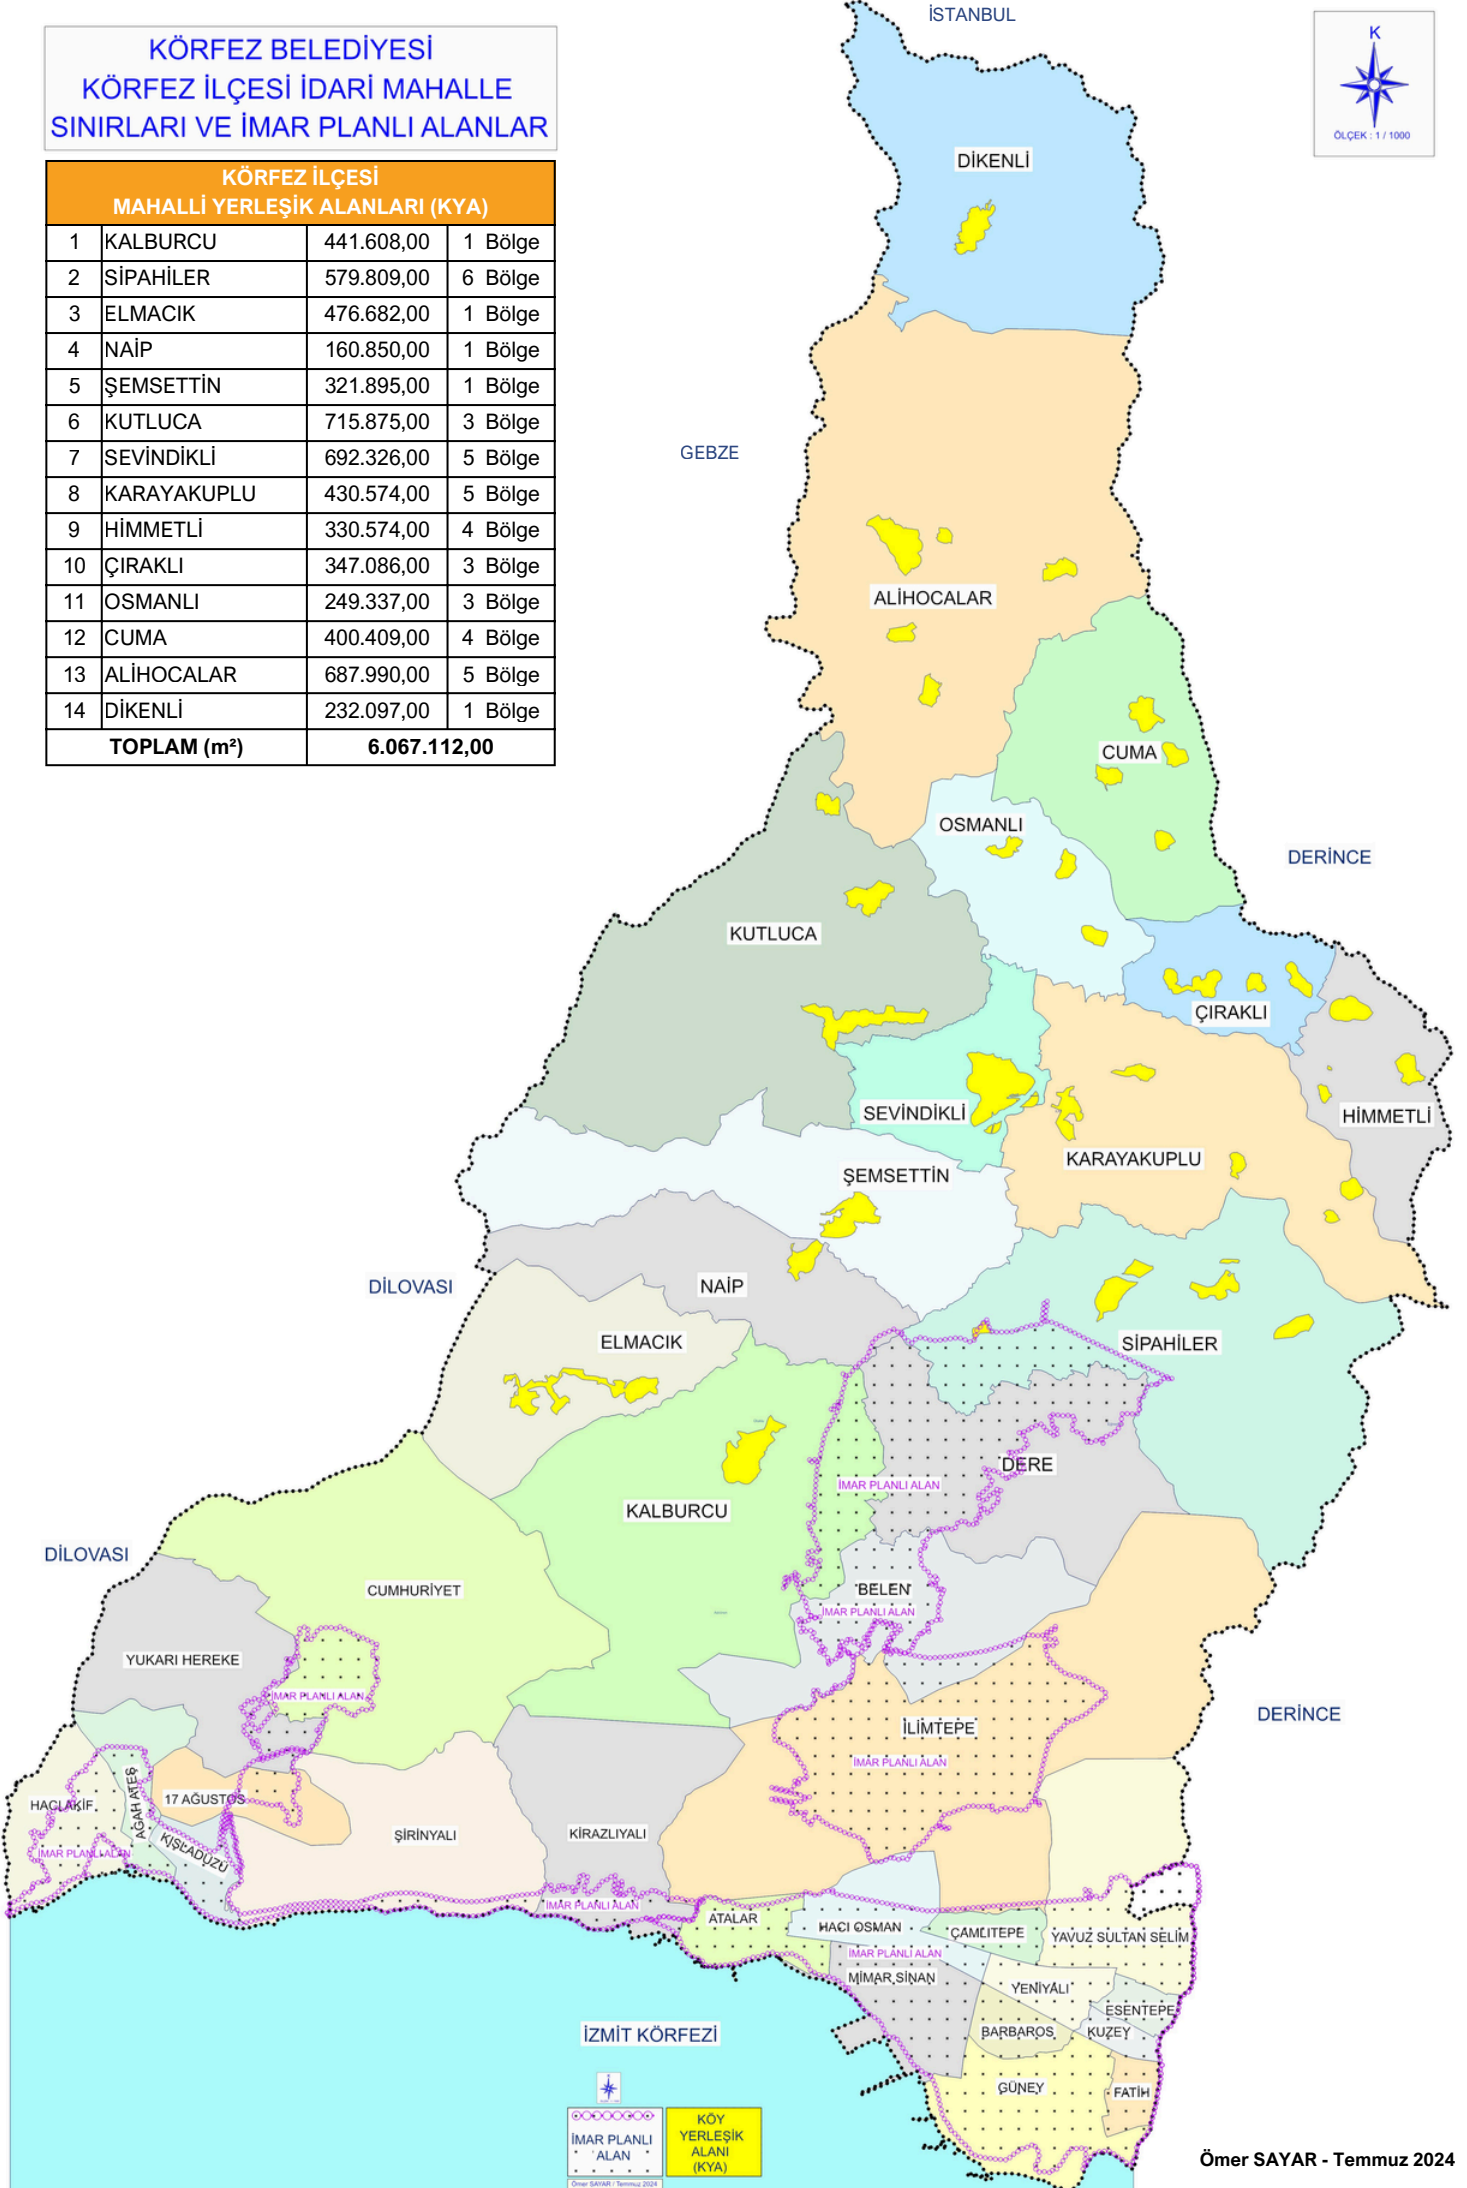 KÖRFEZ BELEDİYESİ
KÖRFEZ İLÇESİ İDARİ MAHALLE
SINIRLARI VE İMAR PLANLI ALANLAR
KÖRFEZ İLÇESİ
MAHALLİ YERLEŞİK ALANLARI (KYA)
1 KALBURCU 441.608,00 1 Bölge
2 SİPAHİLER 579.809,00 6 Bölge
3 ELMACIK 476.682,00 1 Bölge
4 NAİP 160.850,00 1 Bölge
5 ŞEMSETTİN 321.895,00 1 Bölge
6 KUTLUCA 715.875,00 3 Bölge
7 SEVİNDİKLİ 692.326,00 5 Bölge
8 KARAYAKUPLU 430.574,00 5 Bölge
9 HİMMETLİ 330.574,00 4 Bölge
10 ÇIRAKLI 347.086,00 3 Bölge
11 OSMANLI 249.337,00 3 Bölge
12 CUMA 400.409,00 4 Bölge
13 ALİHOCALAR 687.990,00 5 Bölge
14 DİKENLİ 232.097,00 1 Bölge
TOPLAM (m²) 6.067.112,00
İSTANBUL
K
ÖLÇEK : 1 / 1000
DİKENLİ
GEBZE
ALİHOCALAR
CUMA
OSMANLI
DERİNCE
KUTLUCA
ÇIRAKLI
SEVİNDİKLİ
HİMMETLİ
KARAYAKUPLU
ŞEMSETTİN
DİLOVASI
NAİP
ELMACIK
SİPAHİLER
DERE
İMAR PLANLI ALAN
KALBURCU
DİLOVASI
CUMHURİYET
BELEN
İMAR PLANLI ALAN
YUKARI HEREKE
İMAR PLANLI ALAN
DERİNCE
İLİMTEPE
İMAR PLANLI ALAN
HACI AKİF
AĞAH ATEŞ
17 AĞUSTOS
KIŞLADÜZÜ
İMAR PLANLI ALAN
ŞİRİNYALI
KİRAZLIYALI
İMAR PLANLI ALAN
ATALAR
HACI OSMAN
ÇAMLITEPE
YAVUZ SULTAN SELİM
İMAR PLANLI ALAN
MİMAR SİNAN
YENİYALI
ESENTEPE
BARBAROS
KUZEY
GÜNEY
FATİH
İZMİT KÖRFEZİ
İMAR PLANLI
ALAN
KÖY
YERLEŞİK
ALANI
(KYA)
Ömer SAYAR / Temmuz 2024
Ömer SAYAR - Temmuz 2024